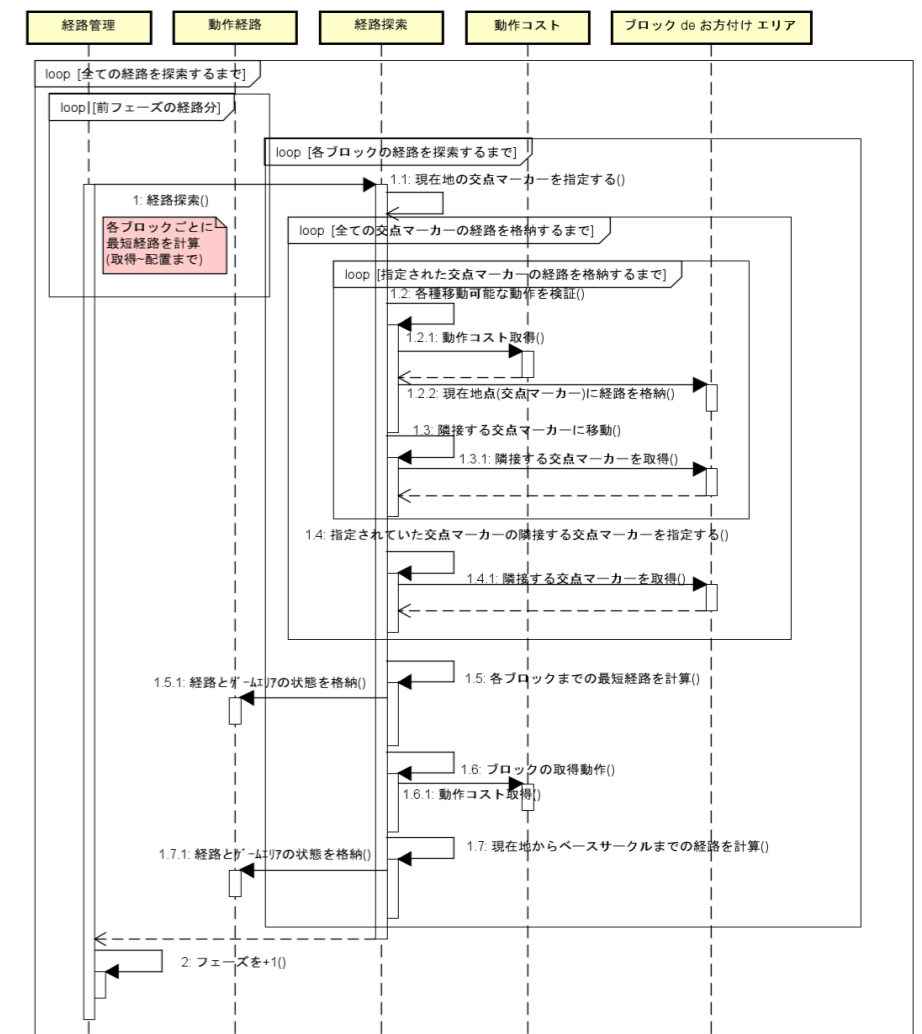 経路管理
動作経路
経路探索
動作コスト
ブロック de お方付け エリア
loop [全ての経路を探索するまで]
loop [前フェーズの経路分]
loop [各ブロックの経路を探索するまで]
1.1: 現在地の交点マーカーを指定する()
1: 経路探索()
各ブロックごとに
最短経路を計算
(取得~配置まで)
loop [全ての交点マーカーの経路を格納するまで]
loop [指定された交点マーカーの経路を格納するまで]
1.2: 各種移動可能な動作を検証()
1.2.1: 動作コスト取得()
1.2.2: 現在地点(交点マーカー)に経路を格納()
1.3: 隣接する交点マーカーに移動()
1.3.1: 隣接する交点マーカーを取得()
1.4: 指定されていた交点マーカーの隣接する交点マーカーを指定する()
1.4.1: 隣接する交点マーカーを取得()
1.5: 各ブロックまでの最短経路を計算()
1.5.1: 経路とゲームエリアの状態を格納()
1.6: ブロックの取得動作()
1.6.1: 動作コスト取得()
1.7: 現在地からベースサークルまでの経路を計算()
1.7.1: 経路とゲームエリアの状態を格納()
2: フェーズを+1()